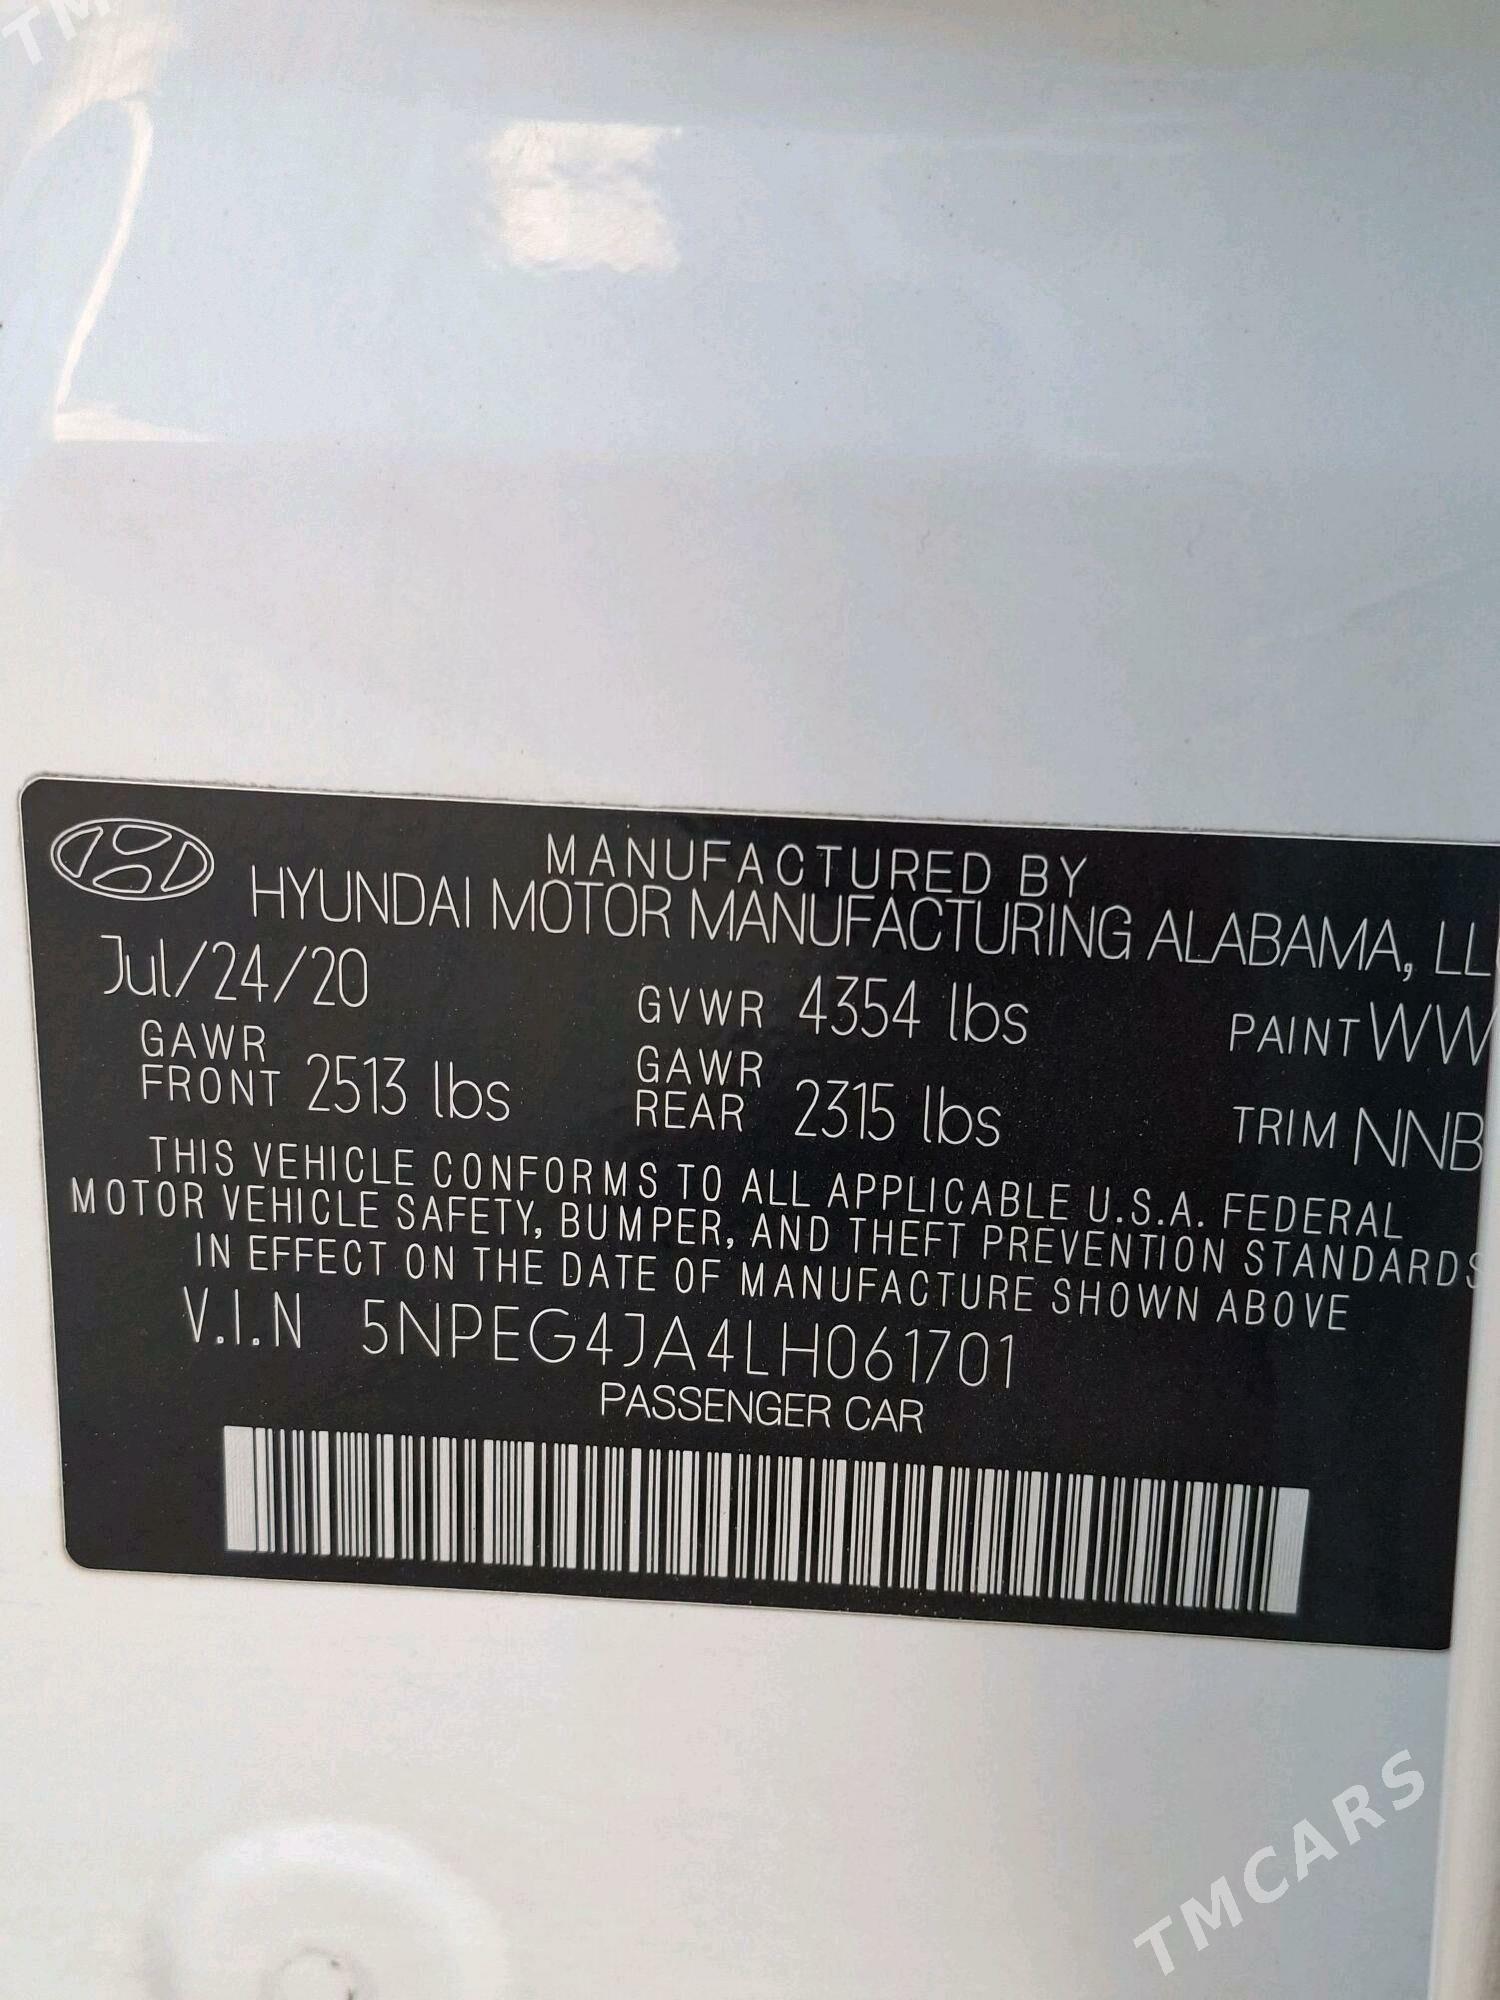 TM
MANUFACTURED BY
HYUNDAI MOTOR MANUFACTURING ALABAMA, LL
Jul/24/20 GVWR 4354 lbs PAINT WW
GAWR FRONT 2513 lbs GAWR REAR 2315 lbs TRIM NNB
THIS VEHICLE CONFORMS TO ALL APPLICABLE U.S.A. FEDERAL
MOTOR VEHICLE SAFETY, BUMPER, AND THEFT PREVENTION STANDARDS
IN EFFECT ON THE DATE OF MANUFACTURE SHOWN ABOVE
V.I.N 5NPEG4JA4LH061701
PASSENGER CAR
TMCARS